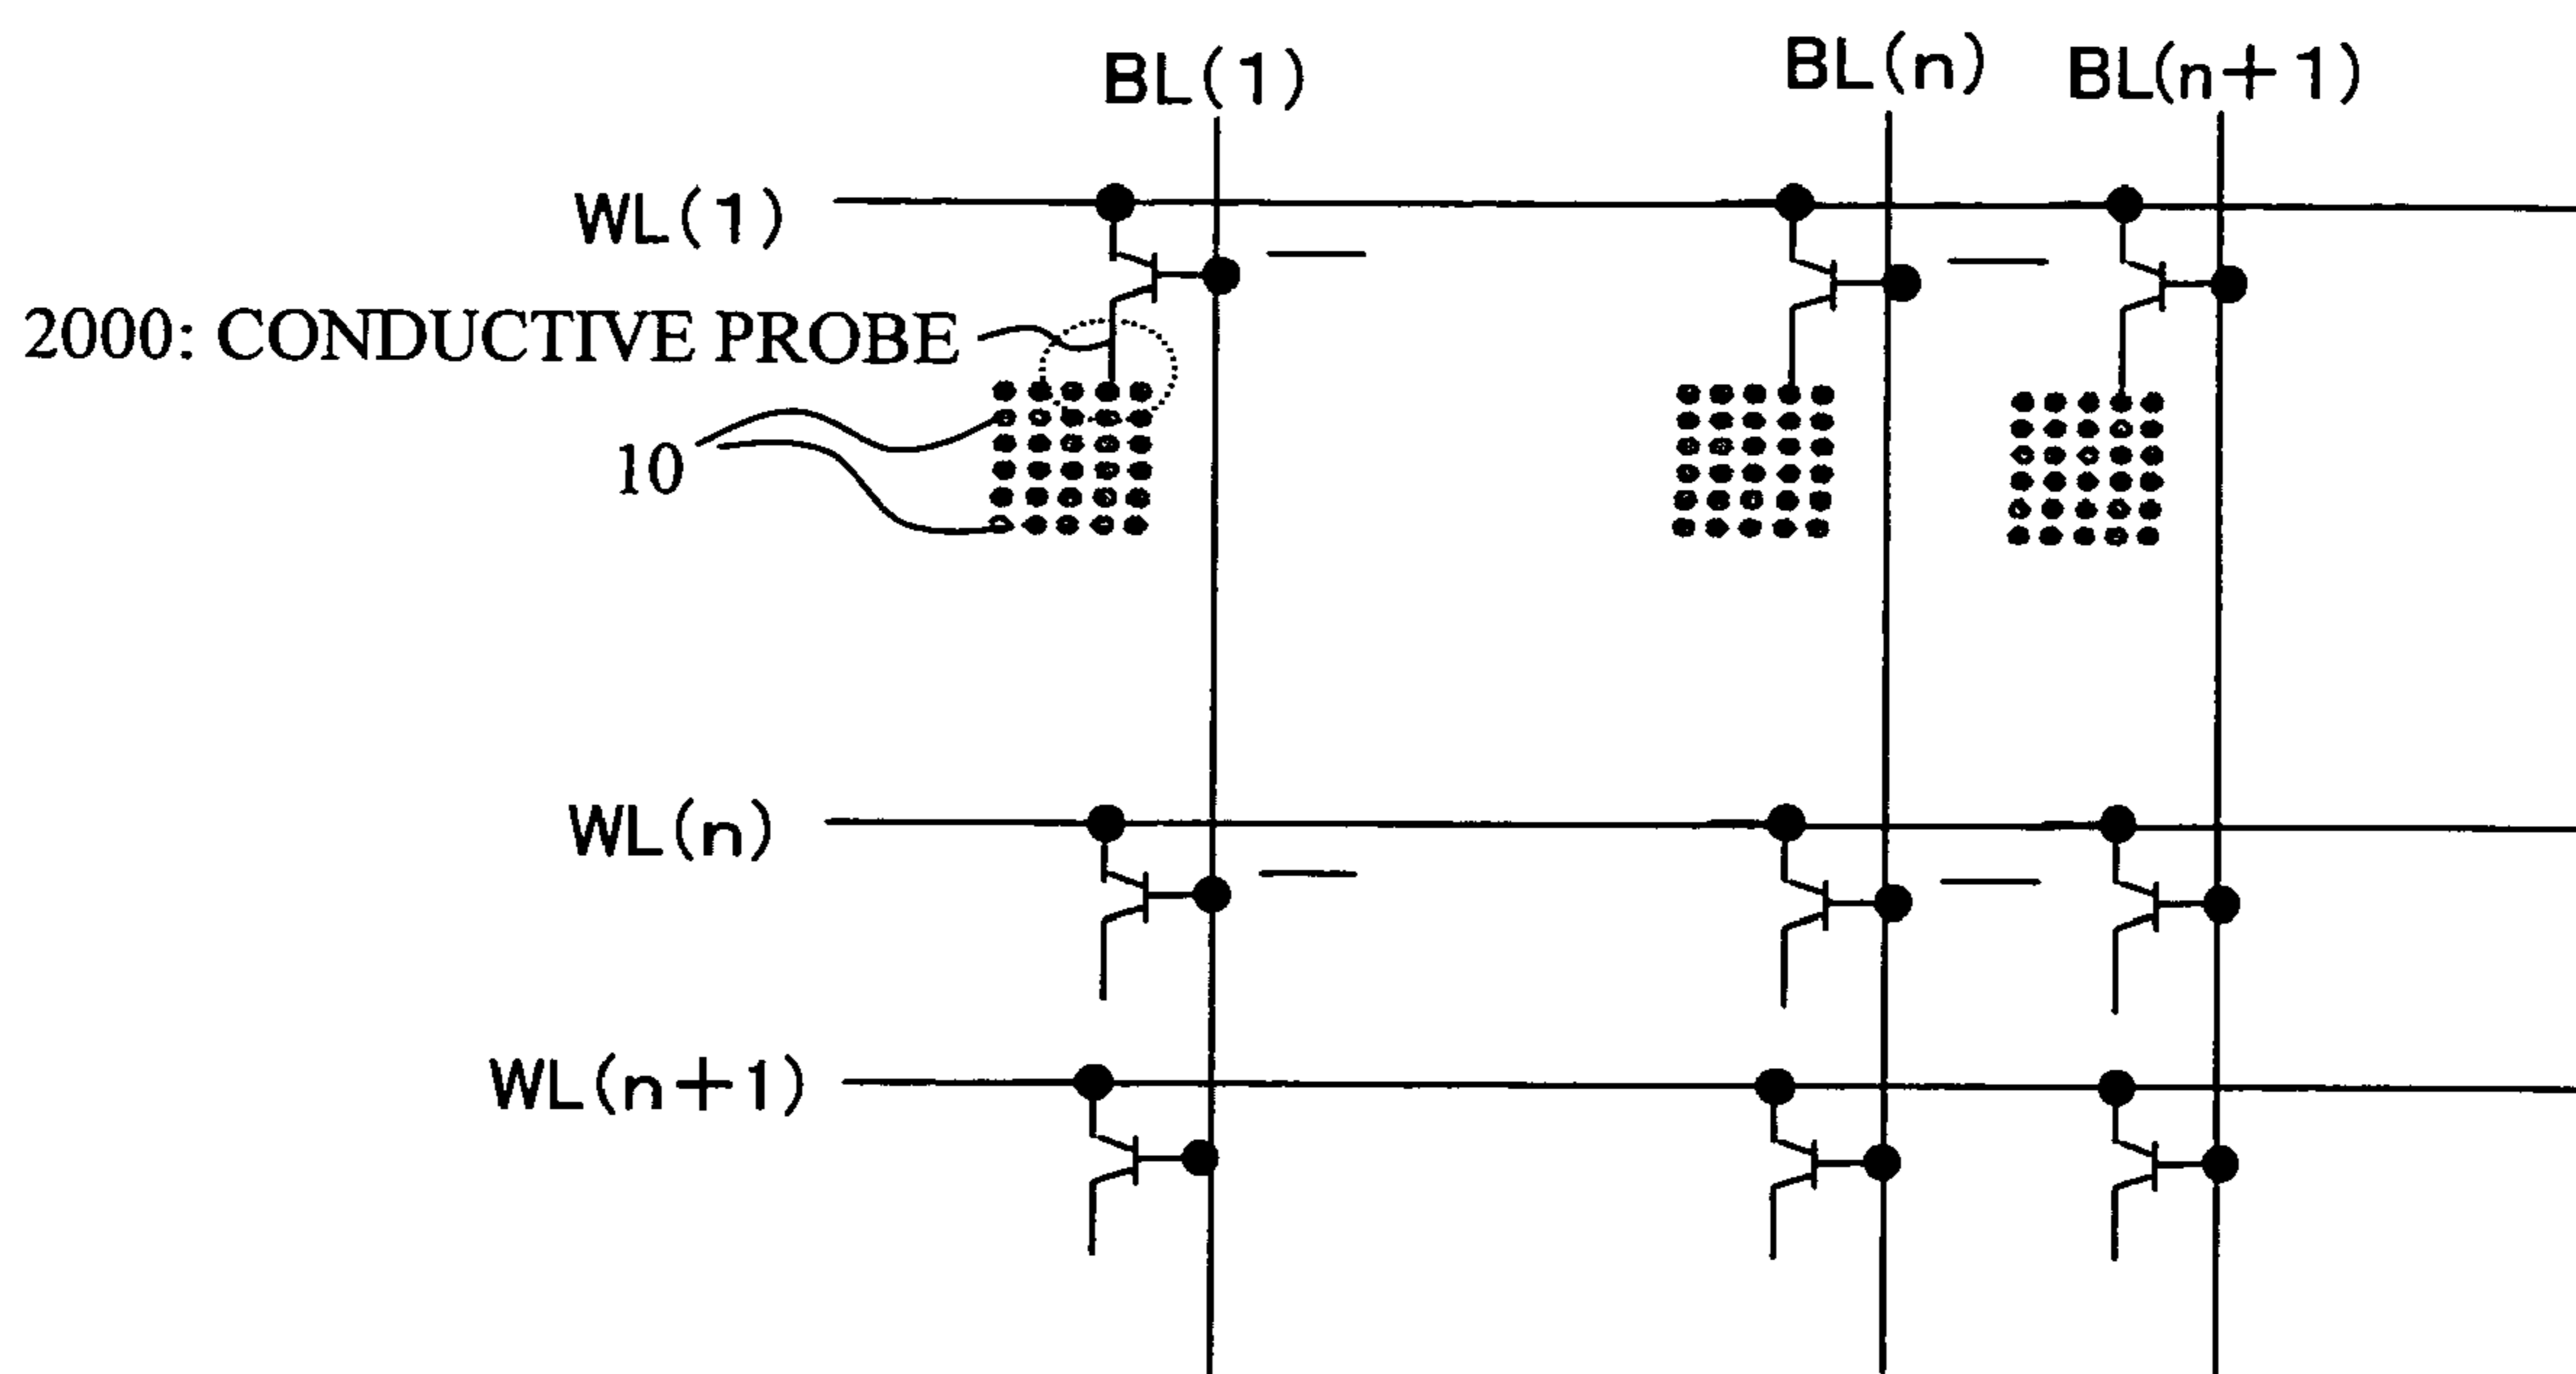 BL(1)
BL(n)
BL(n+1)
WL(1)
2000: CONDUCTIVE PROBE
10
WL(n)
WL(n+1)